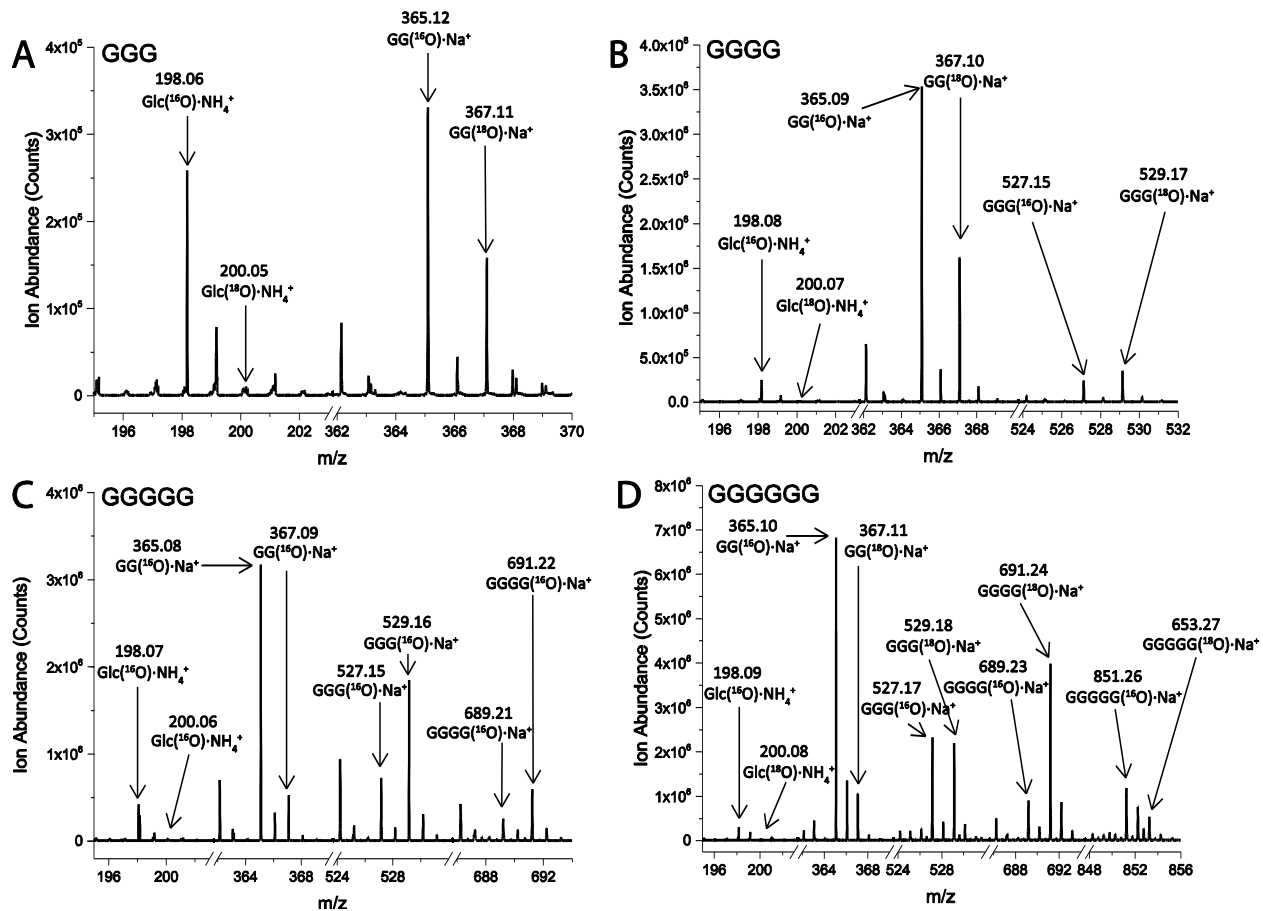 A
GGG
365.12
GG(¹⁶O)·Na⁺
198.06
Glc(¹⁶O)·NH₄⁺
367.11
GG(¹⁸O)·Na⁺
200.05
Glc(¹⁸O)·NH₄⁺
4x10⁵
3x10⁵
2x10⁵
1x10⁵
0
Ion Abundance (Counts)
196 198 200 202 362 364 366 368 370
m/z
B
GGGG
367.10
GG(¹⁸O)·Na⁺
365.09
GG(¹⁶O)·Na⁺
527.15
GGG(¹⁶O)·Na⁺
529.17
GGG(¹⁸O)·Na⁺
198.08
Glc(¹⁶O)·NH₄⁺
200.07
Glc(¹⁸O)·NH₄⁺
4.0x10⁶
3.5x10⁶
3.0x10⁶
2.5x10⁶
2.0x10⁶
1.5x10⁶
1.0x10⁶
5.0x10⁵
0.0
Ion Abundance (Counts)
196 198 200 202 362 364 366 368 524 526 528 530 532
m/z
C
GGGGG
365.08
GG(¹⁶O)·Na⁺
367.09
GG(¹⁶O)·Na⁺
691.22
GGGG(¹⁶O)·Na⁺
529.16
GGG(¹⁶O)·Na⁺
198.07
Glc(¹⁶O)·NH₄⁺
527.15
GGG(¹⁶O)·Na⁺
200.06
Glc(¹⁶O)·NH₄⁺
689.21
GGGG(¹⁶O)·Na⁺
4x10⁶
3x10⁶
2x10⁶
1x10⁶
0
Ion Abundance (Counts)
196 200 364 368 524 528 688 692
m/z
D
GGGGGG
365.10
GG(¹⁶O)·Na⁺
367.11
GG(¹⁸O)·Na⁺
691.24
GGGG(¹⁸O)·Na⁺
529.18
GGG(¹⁸O)·Na⁺
653.27
GGGGG(¹⁸O)·Na⁺
198.09
Glc(¹⁶O)·NH₄⁺
527.17
GGG(¹⁶O)·Na⁺
689.23
GGGG(¹⁶O)·Na⁺
851.26
GGGGG(¹⁶O)·Na⁺
200.08
Glc(¹⁸O)·NH₄⁺
8x10⁶
7x10⁶
6x10⁶
5x10⁶
4x10⁶
3x10⁶
2x10⁶
1x10⁶
0
Ion Abundance (Counts)
196 200 364 368 524 528 688 692 848 852 856
m/z